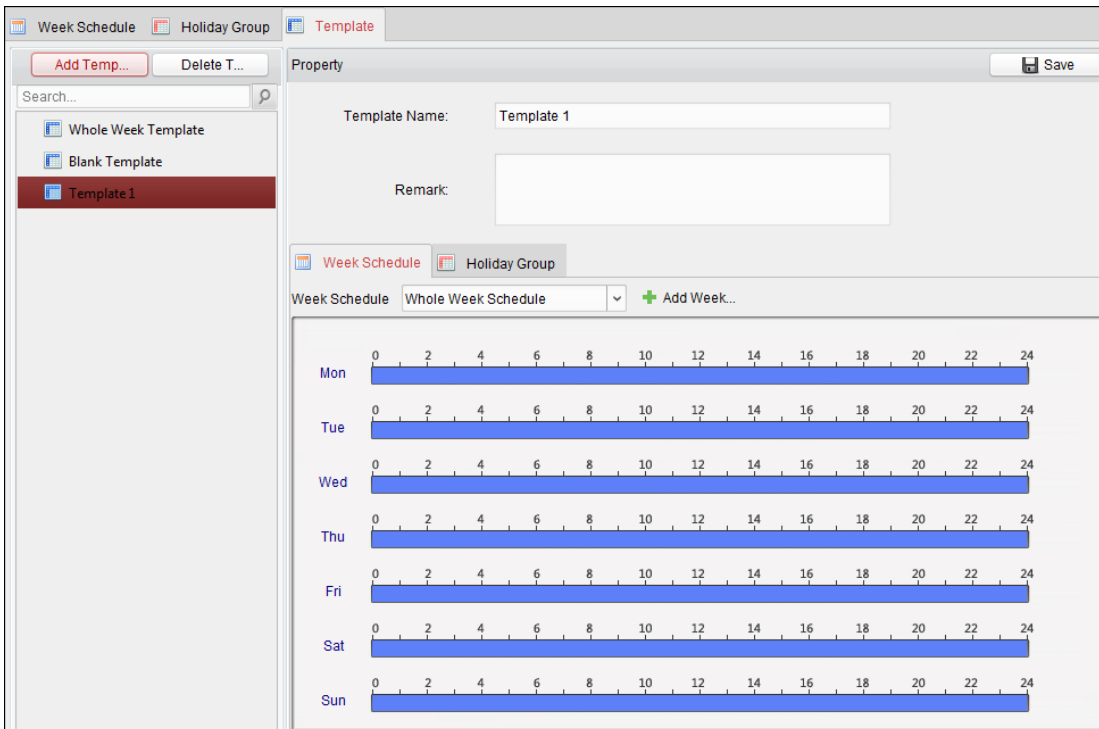 Week Schedule Holiday Group Template
Add Temp... Delete T... Property Save
Search...
Whole Week Template
Blank Template
Template 1
Template Name: Template 1
Remark:
Week Schedule Holiday Group
Week Schedule Whole Week Schedule Add Week...
0 2 4 6 8 10 12 14 16 18 20 22 24
Mon
0 2 4 6 8 10 12 14 16 18 20 22 24
Tue
0 2 4 6 8 10 12 14 16 18 20 22 24
Wed
0 2 4 6 8 10 12 14 16 18 20 22 24
Thu
0 2 4 6 8 10 12 14 16 18 20 22 24
Fri
0 2 4 6 8 10 12 14 16 18 20 22 24
Sat
0 2 4 6 8 10 12 14 16 18 20 22 24
Sun